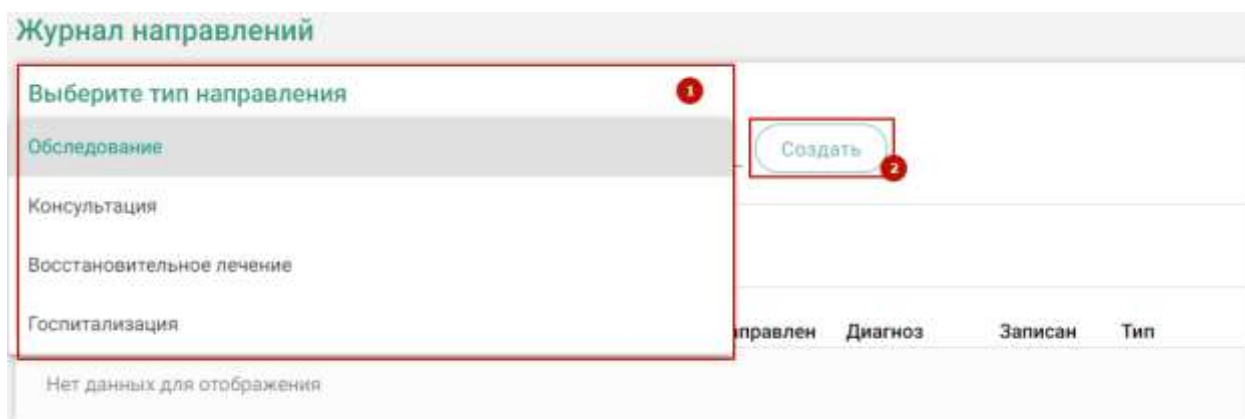 Журнал направлений
Выберите тип направления
1
Обследование
Создать
2
Консультация
Восстановительное лечение
Госпитализация
Диагноз
Записан
Тип
Нет данных для отображения